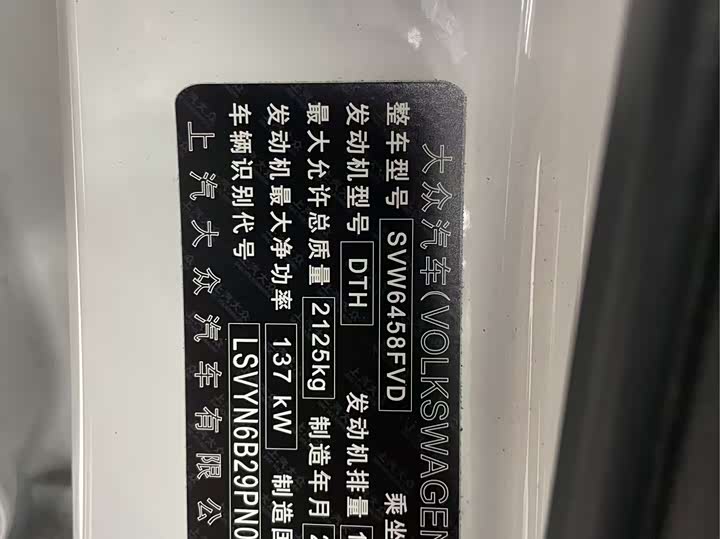 大众汽车(VOLKSWAGEN
整车型号 SVW6458FVD 乘坐
发动机型号 DTH 发动机排量 1
最大允许总质量 2125kg 制造年月 2
发动机最大净功率 137 kW 制造国
车辆识别代号 LSVYN6B29PN0
上汽大众汽车有限公